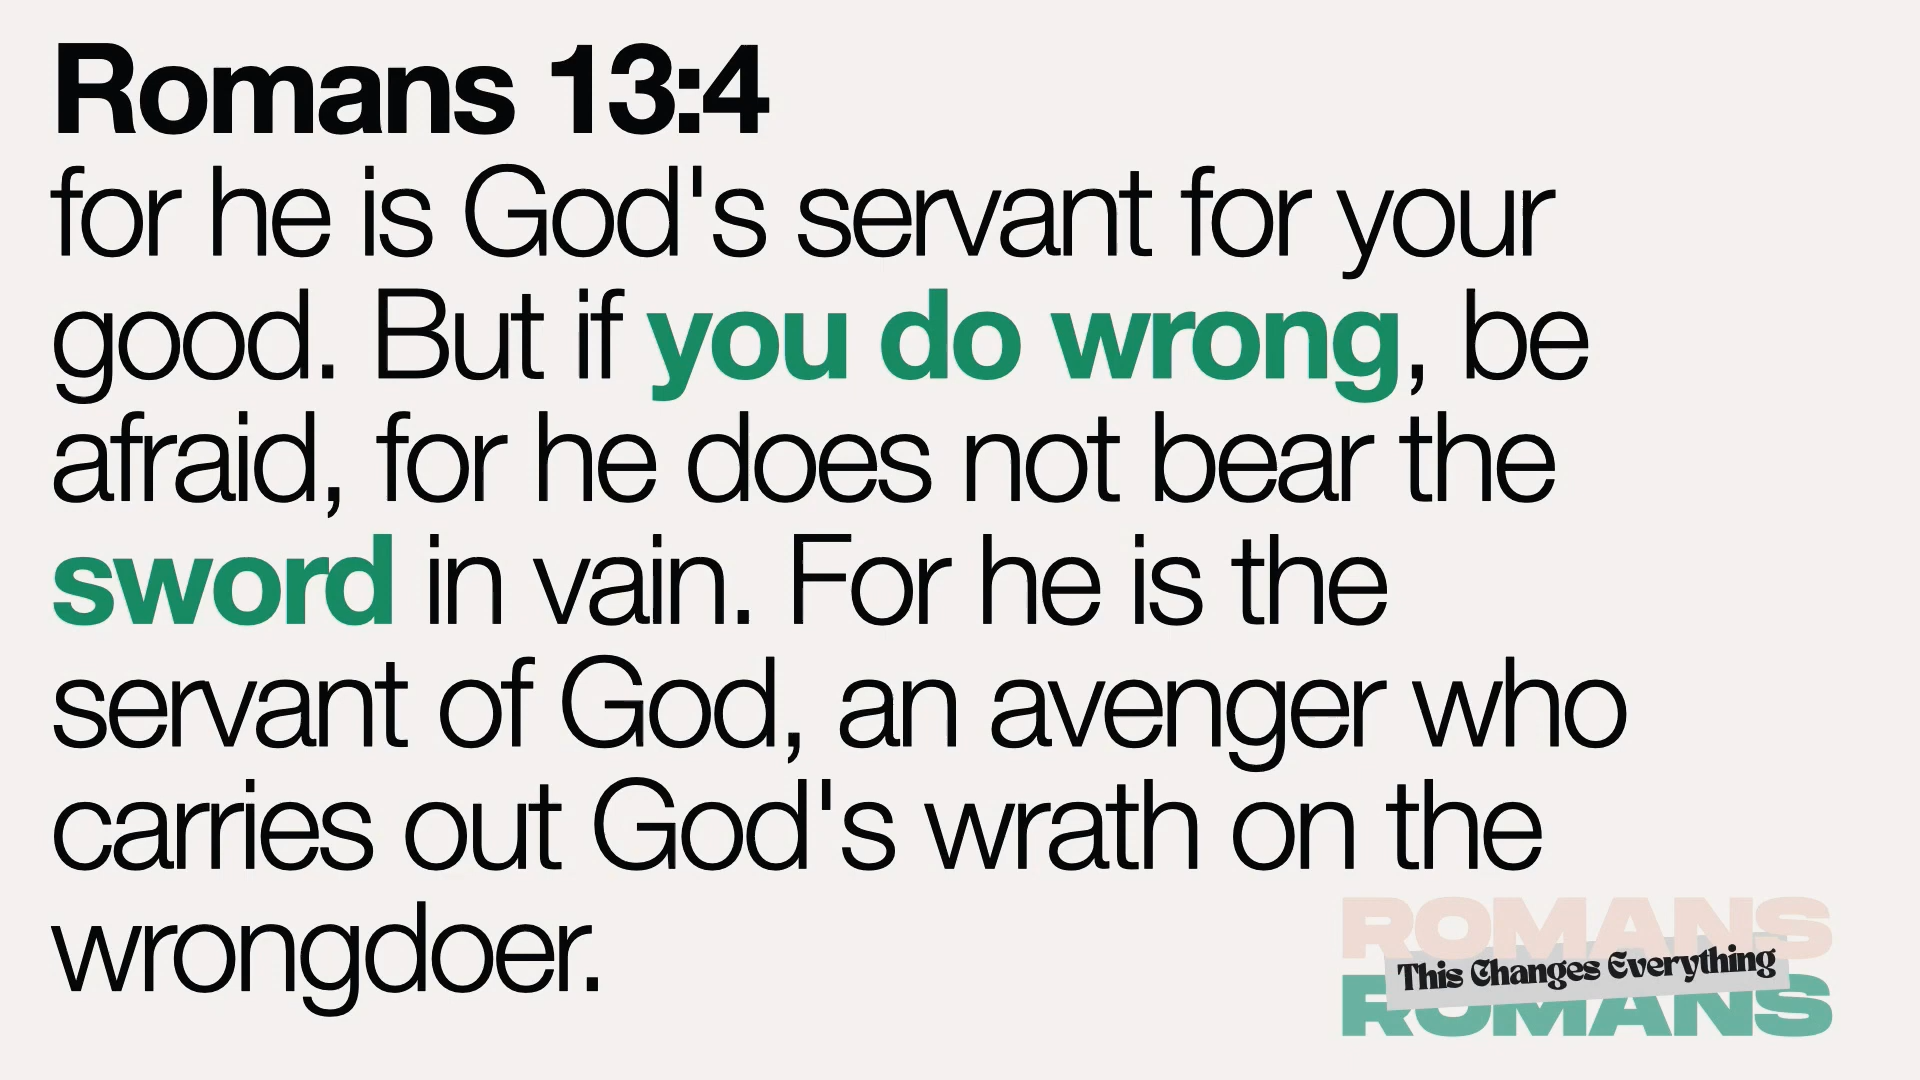 Romans 13:4
for he is God's servant for your
good. But if you do wrong, be
afraid, for he does not bear the
sword in vain. For he is the
servant of God, an avenger who
carries out God's wrath on the
wrongdoer.
ROMANS
This Changes Everything
ROMANS